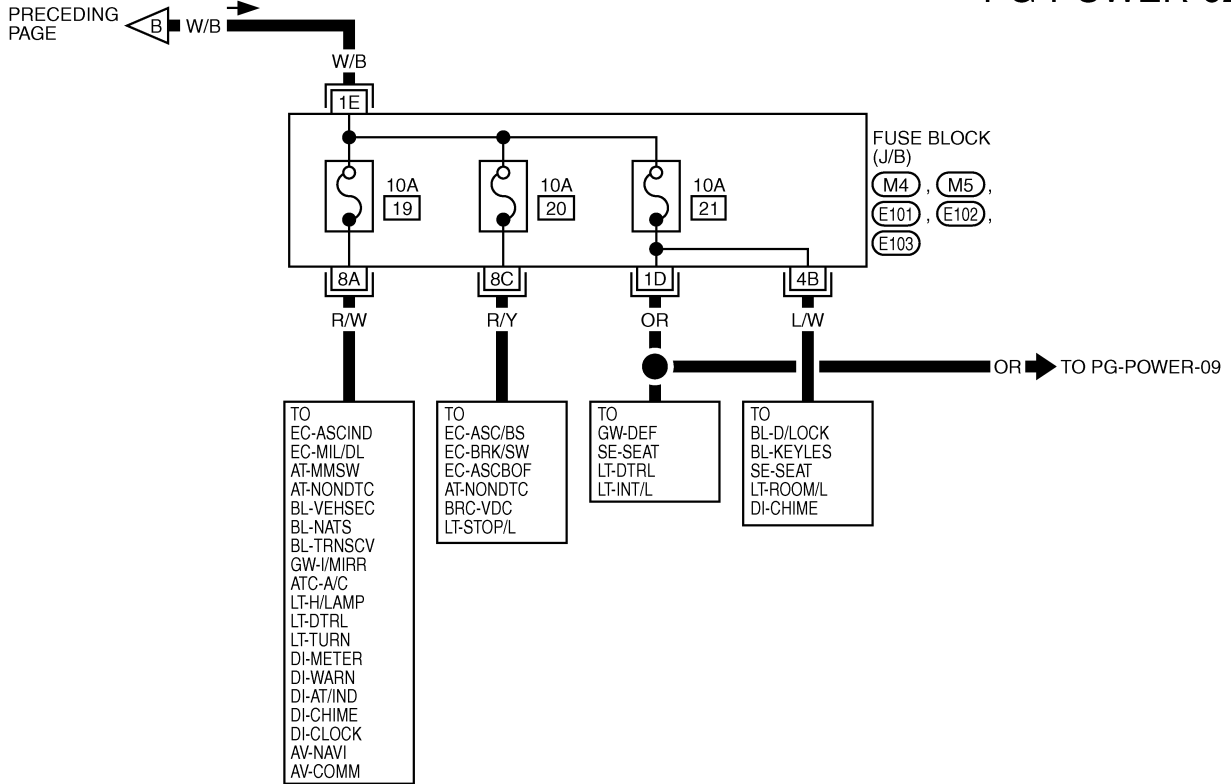 PRECEDING
PAGE
B
W/B
W/B
1E
FUSE BLOCK
(J/B)
M4 , M5 ,
E101 , E102 ,
E103
10A
19
10A
20
10A
21
8A
8C
1D
4B
R/W
R/Y
OR
L/W
OR
TO PG-POWER-09
TO
EC-ASCIND
EC-MIL/DL
AT-MMSW
AT-NONDTC
BL-VEHSEC
BL-NATS
BL-TRNSCV
GW-I/MIRR
ATC-A/C
LT-H/LAMP
LT-DTRL
LT-TURN
DI-METER
DI-WARN
DI-AT/IND
DI-CHIME
DI-CLOCK
AV-NAVI
AV-COMM
TO
EC-ASC/BS
EC-BRK/SW
EC-ASCBOF
AT-NONDTC
BRC-VDC
LT-STOP/L
TO
GW-DEF
SE-SEAT
LT-DTRL
LT-INT/L
TO
BL-D/LOCK
BL-KEYLES
SE-SEAT
LT-ROOM/L
DI-CHIME